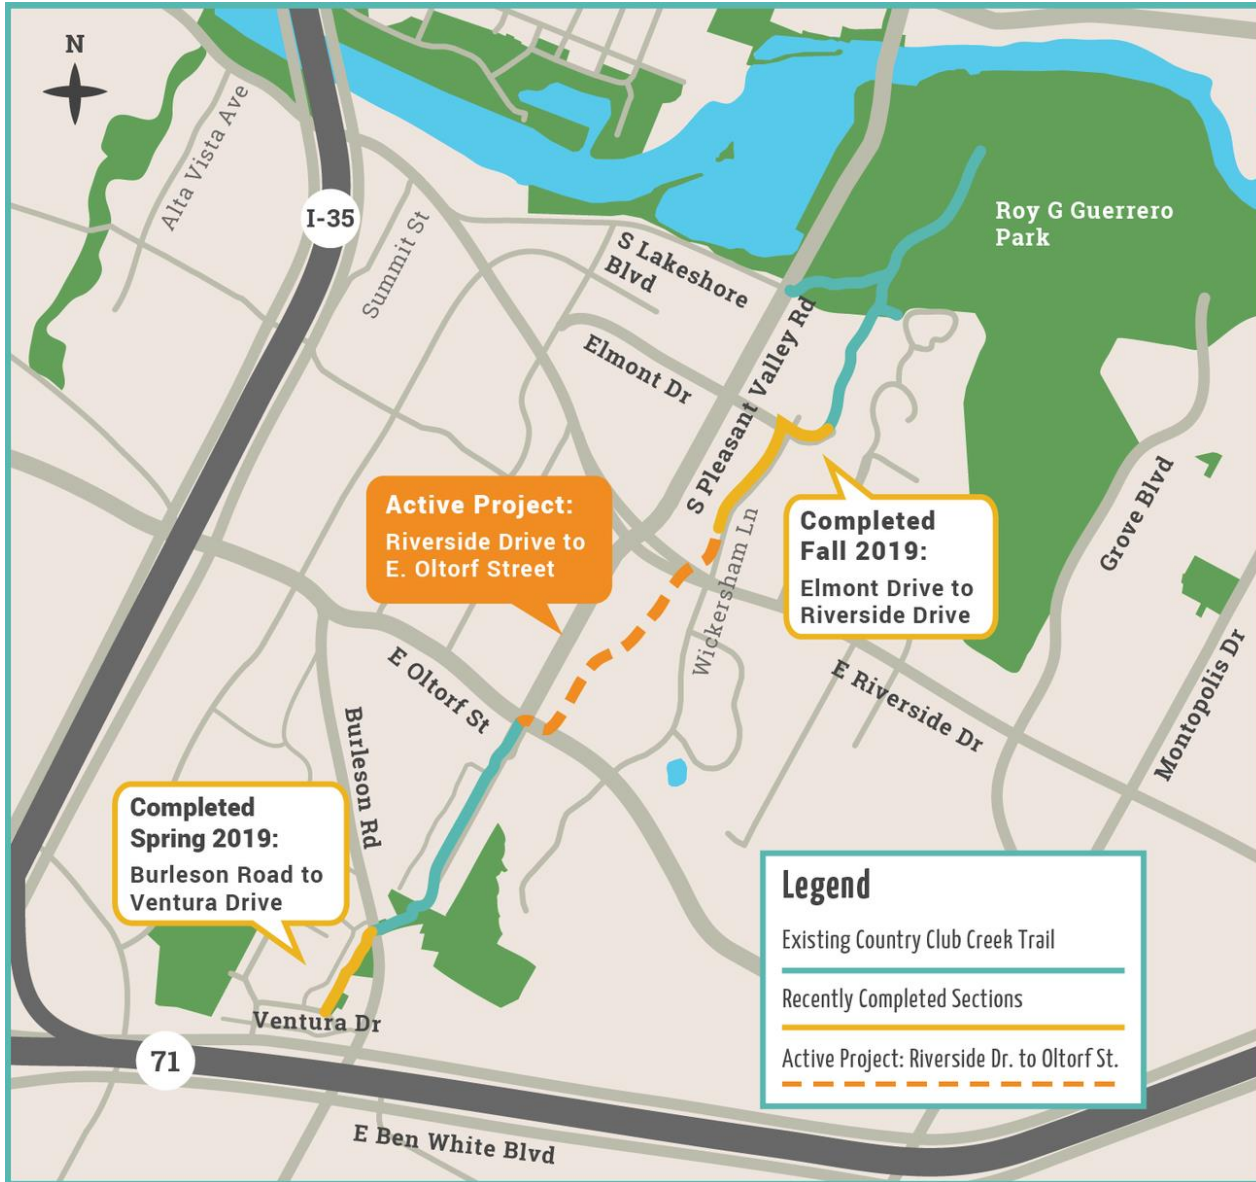 N
Alta Vista Ave
I-35
Summit St
S Lakeshore
Blvd
Roy G Guerrero
Park
Elmont Dr
S Pleasant Valley Rd
Active Project:
Riverside Drive to
E. Oltorf Street
Wickersham Ln
Completed
Fall 2019:
Elmont Drive to
Riverside Drive
Grove Blvd
Montopolis Dr
E Riverside Dr
E Oltorf St
Burleson Rd
Completed
Spring 2019:
Burleson Road to
Ventura Drive
Ventura Dr
71
E Ben White Blvd
Legend
Existing Country Club Creek Trail
Recently Completed Sections
Active Project: Riverside Dr. to Oltorf St.